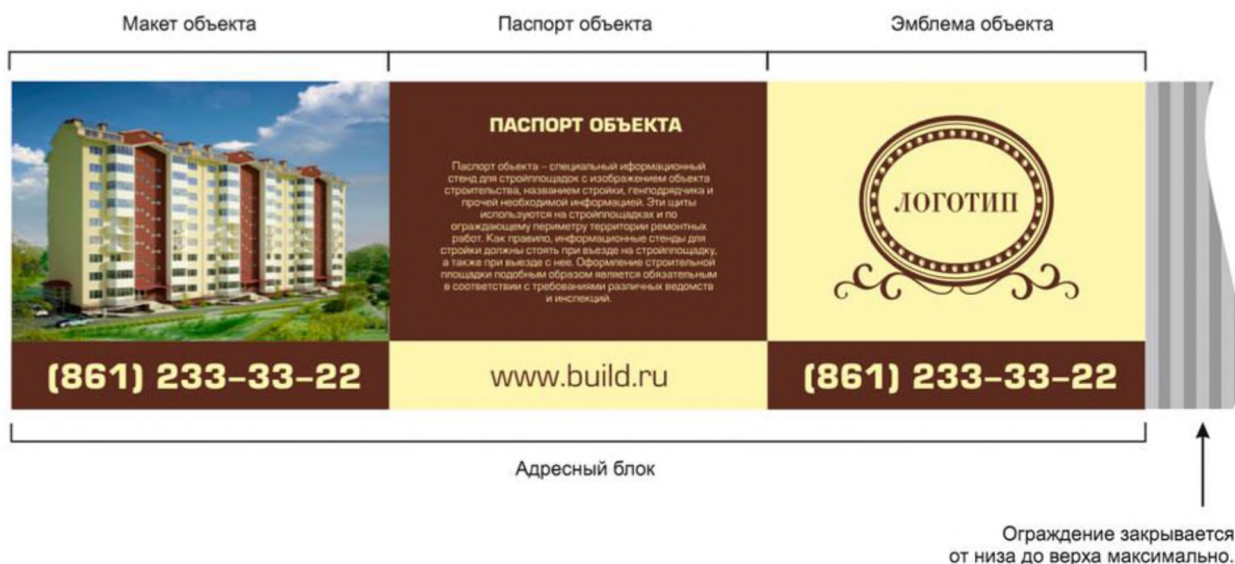 Макет объекта
Паспорт объекта
Эмблема объекта
ПАСПОРТ ОБЪЕКТА
Паспорт объекта – специальный иформационный
стенд для стройплощадок с изображением объекта
строительства, названием стройки, генподрядчика и
прочей необходимой информацией. Эти щиты
используются на стройплощадках и по
ограждающему периметру территории ремонтных
работ. Как правило, информационные стенды для
стройки должны стоять при въезде на стройплощадку,
а также при выезде с нее. Оформление строительной
площадки подобным образом является обязательным
в соответствии с требованиями различных ведомств
и инспекций.
ЛОГОТИП
(861) 233-33-22
www.build.ru
(861) 233-33-22
Адресный блок
Ограждение закрывается
от низа до верха максимально.